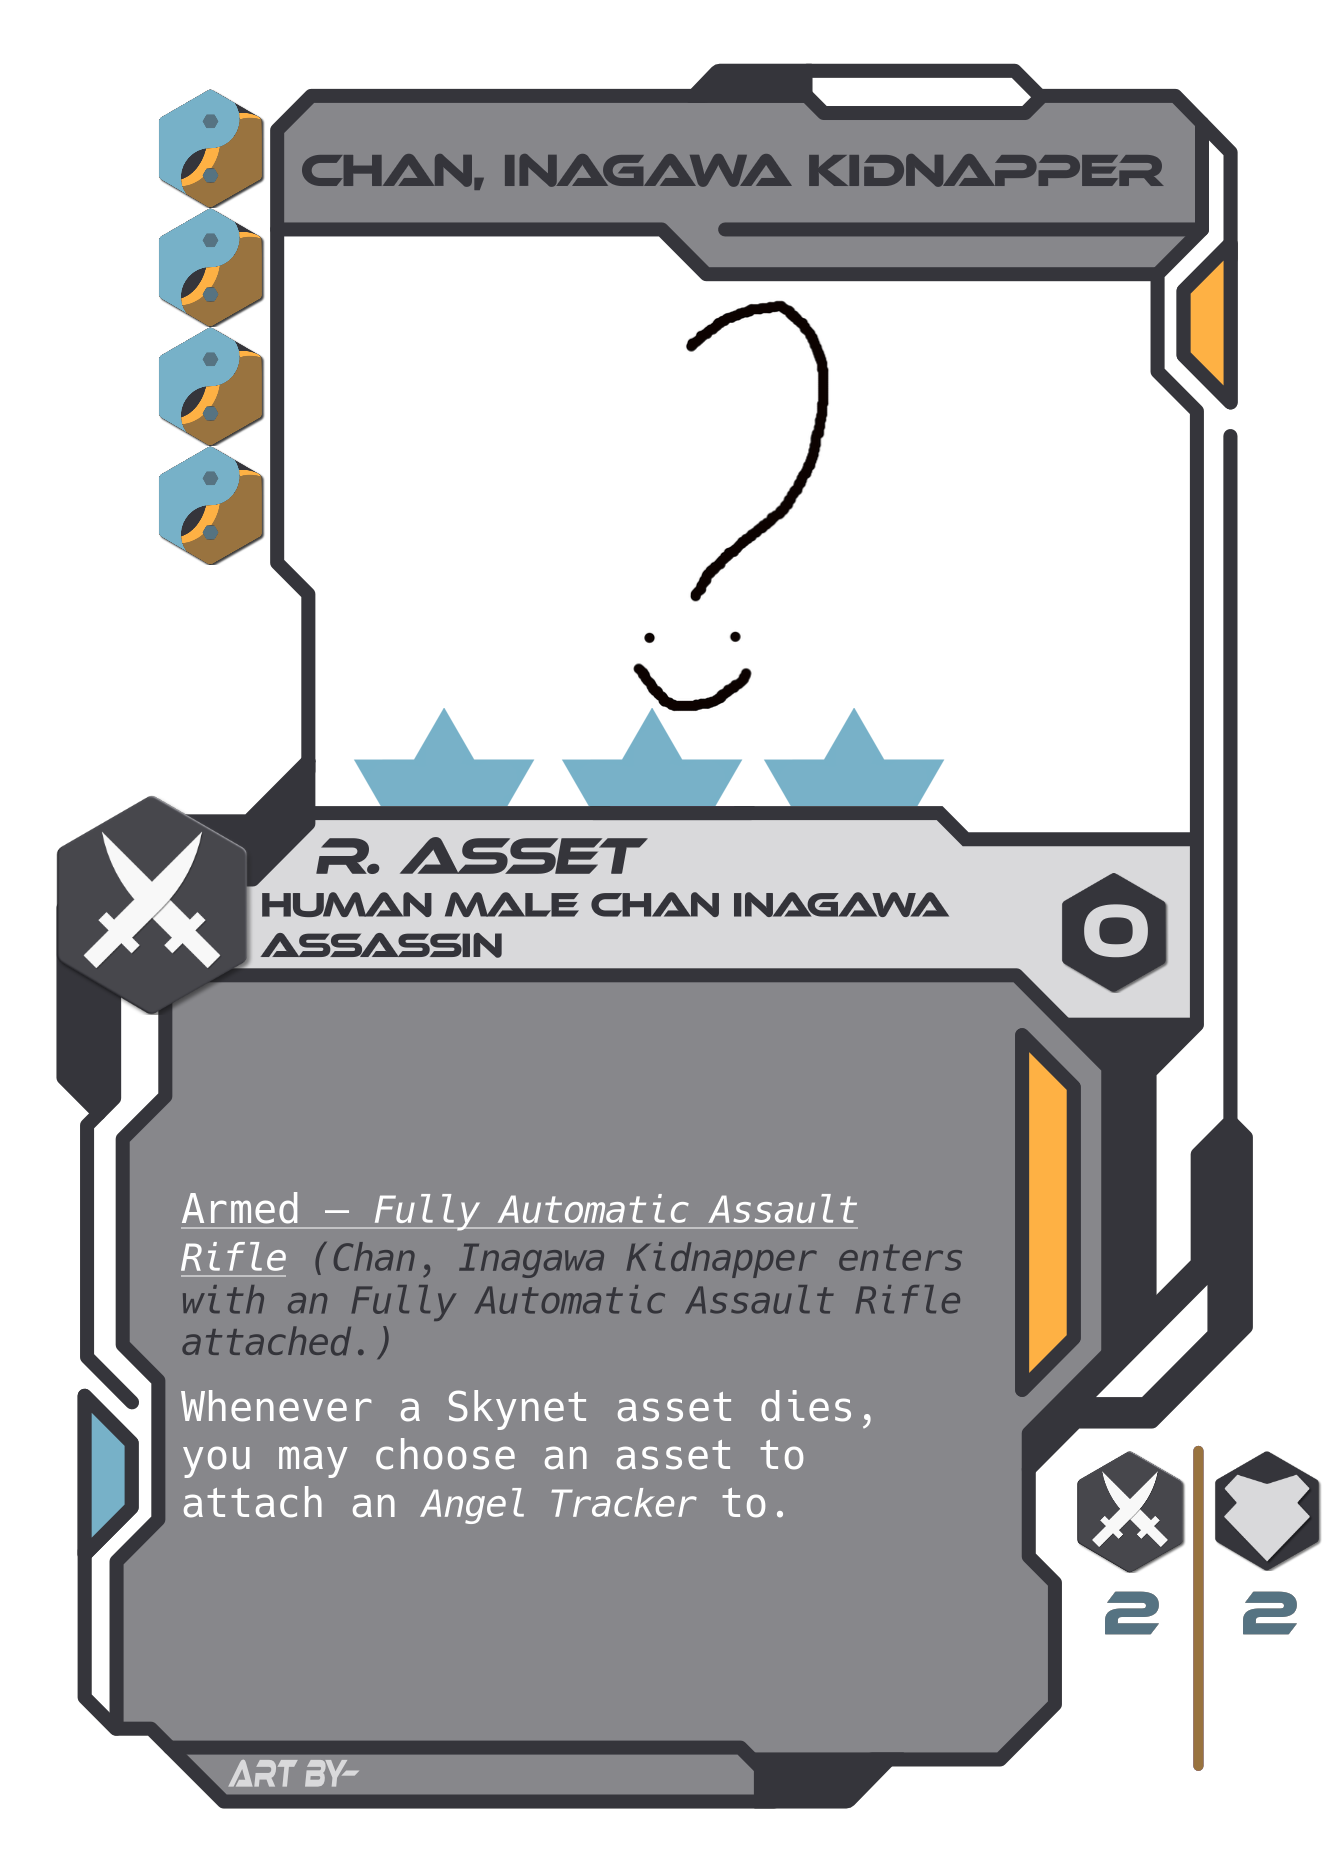 CHAN, INAGAWA KIDNAPPER
R. ASSET
HUMAN MALE CHAN INAGAWA
ASSASSIN
0
Armed – Fully Automatic Assault
Rifle (Chan, Inagawa Kidnapper enters
with an Fully Automatic Assault Rifle
attached.)
Whenever a Skynet asset dies,
you may choose an asset to
attach an Angel Tracker to.
2 2
ART BY-